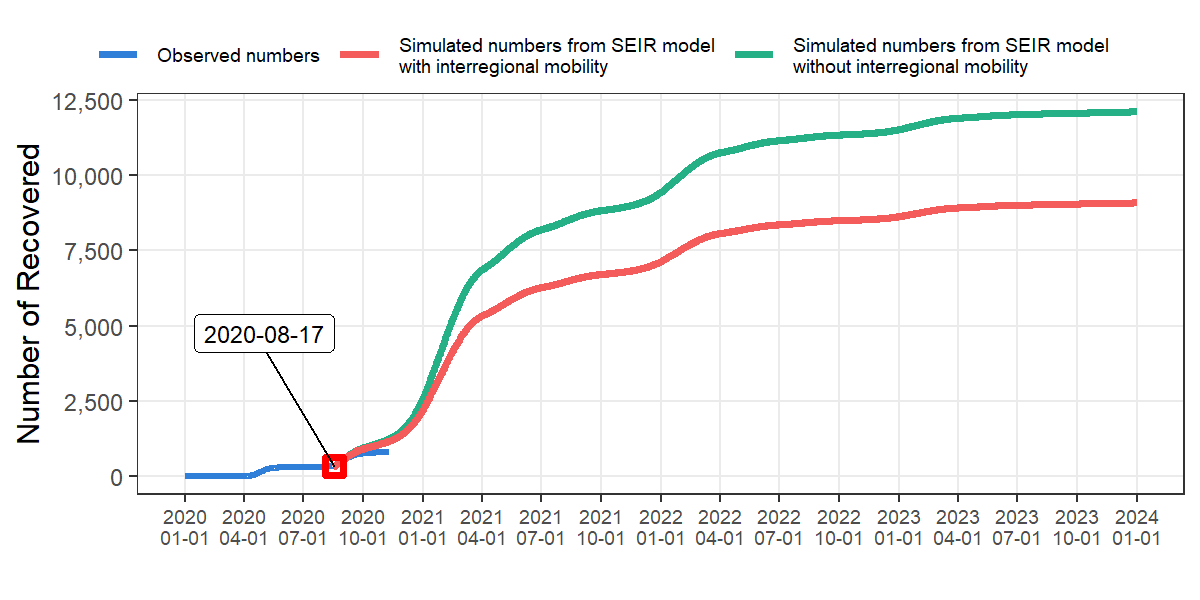 Observed numbers
Simulated numbers from SEIR model
with interregional mobility
Simulated numbers from SEIR model
without interregional mobility
Number of Recovered
12,500
10,000
7,500
5,000
2,500
0
2020-08-17
2020 2020 2020 2020 2021 2021 2021 2021 2022 2022 2022 2022 2023 2023 2023 2023 2024
01-01 04-01 07-01 10-01 01-01 04-01 07-01 10-01 01-01 04-01 07-01 10-01 01-01 04-01 07-01 10-01 01-01